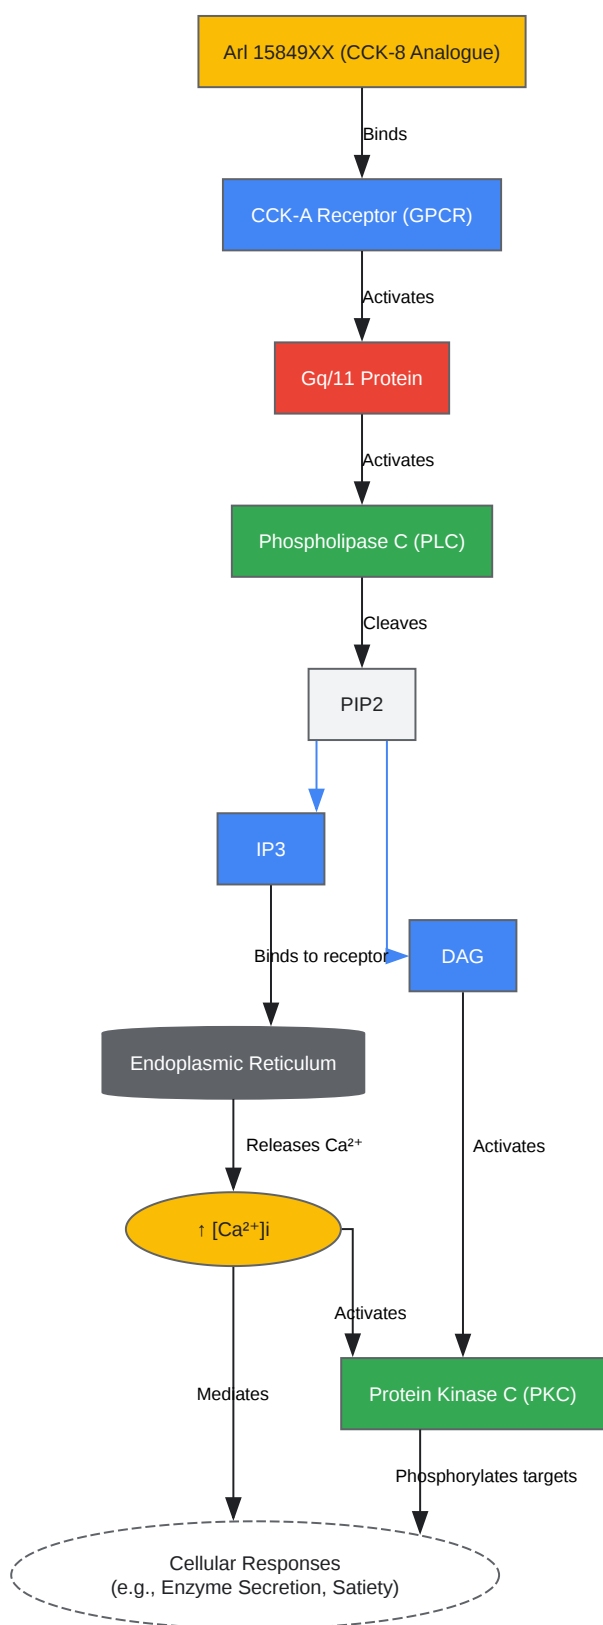 Arl 15849XX (CCK-8 Analogue)
Binds
CCK-A Receptor (GPCR)
Activates
Gq/11 Protein
Activates
Phospholipase C (PLC)
Cleaves
PIP2
IP3
Binds to receptor
DAG
Endoplasmic Reticulum
Releases Ca²⁺
Activates
↑ [Ca²⁺]i
Activates
Protein Kinase C (PKC)
Mediates
Phosphorylates targets
Cellular Responses
(e.g., Enzyme Secretion, Satiety)